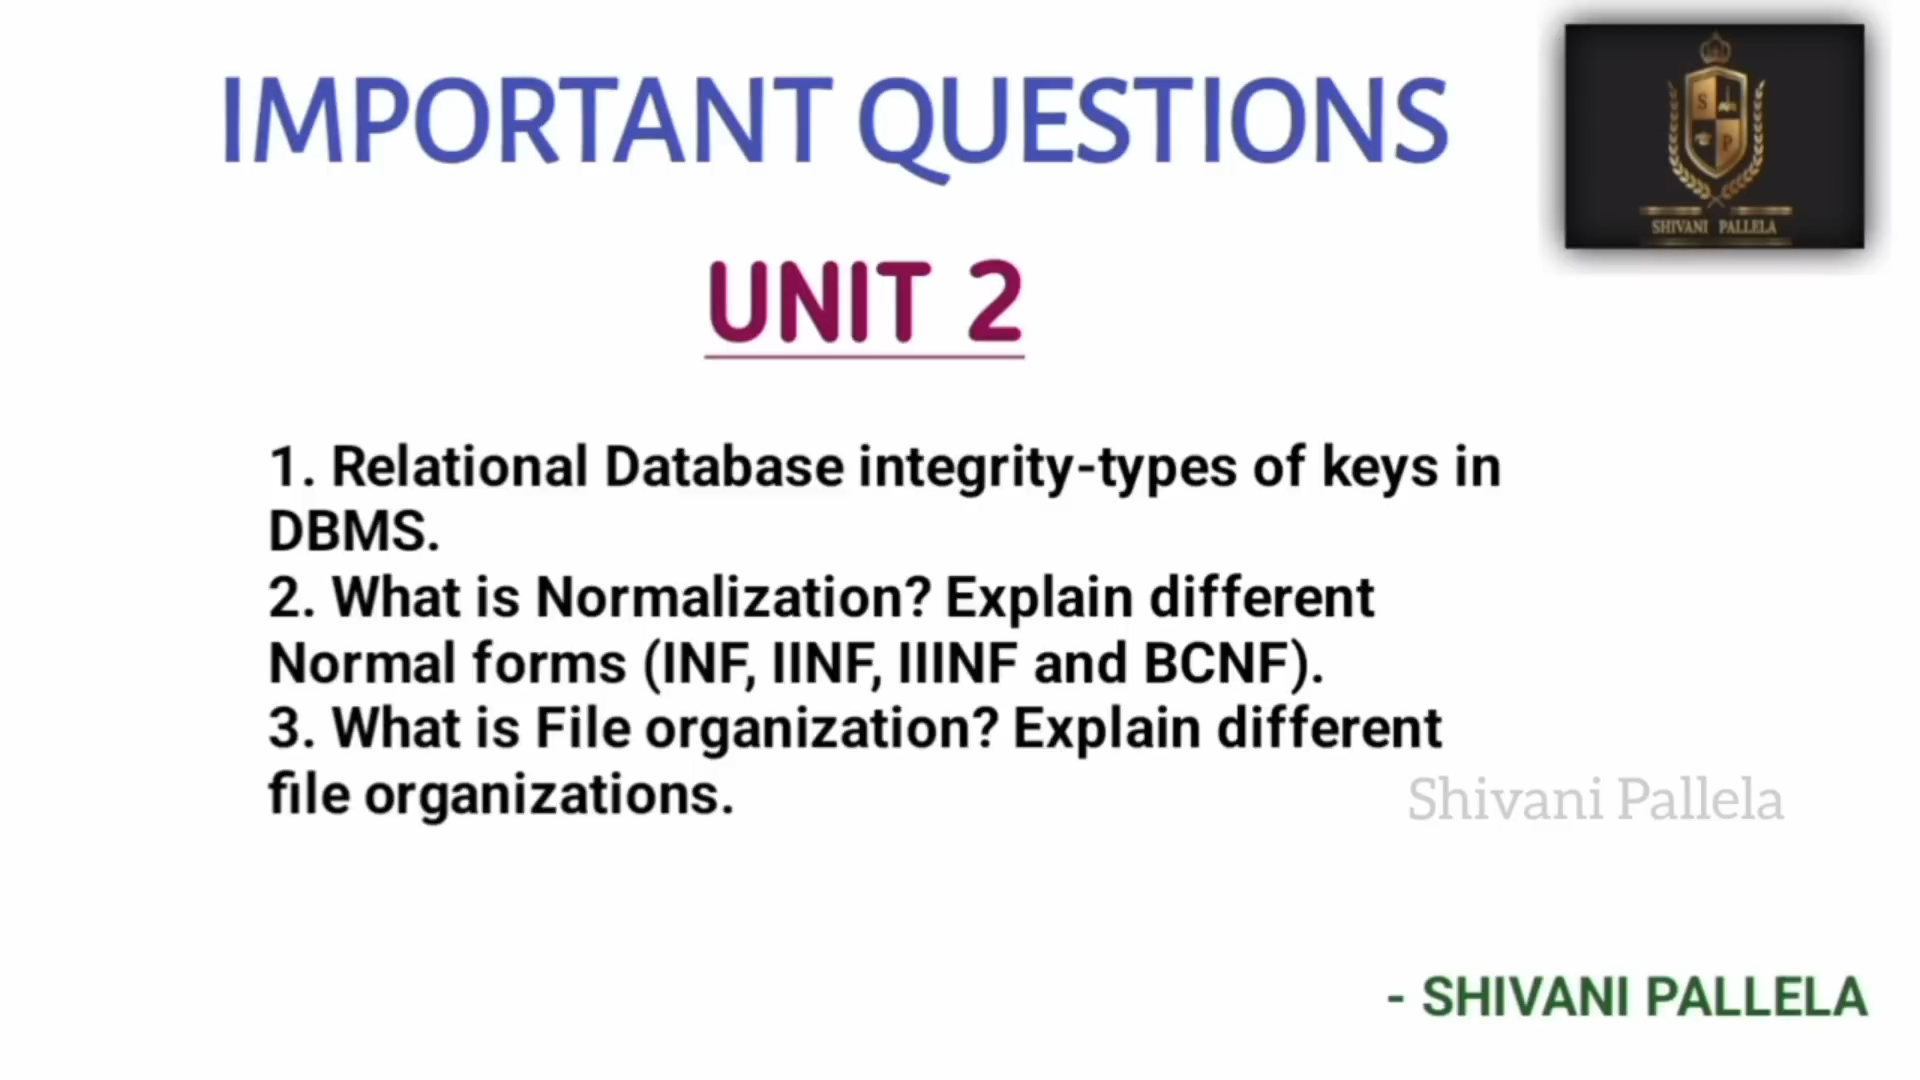 IMPORTANT QUESTIONS
S
P
SHIVANI PALLELA
UNIT 2
1. Relational Database integrity-types of keys in
DBMS.
2. What is Normalization? Explain different
Normal forms (INF, IINF, IIINF and BCNF).
3. What is File organization? Explain different
file organizations.
Shivani Pallela
- SHIVANI PALLELA